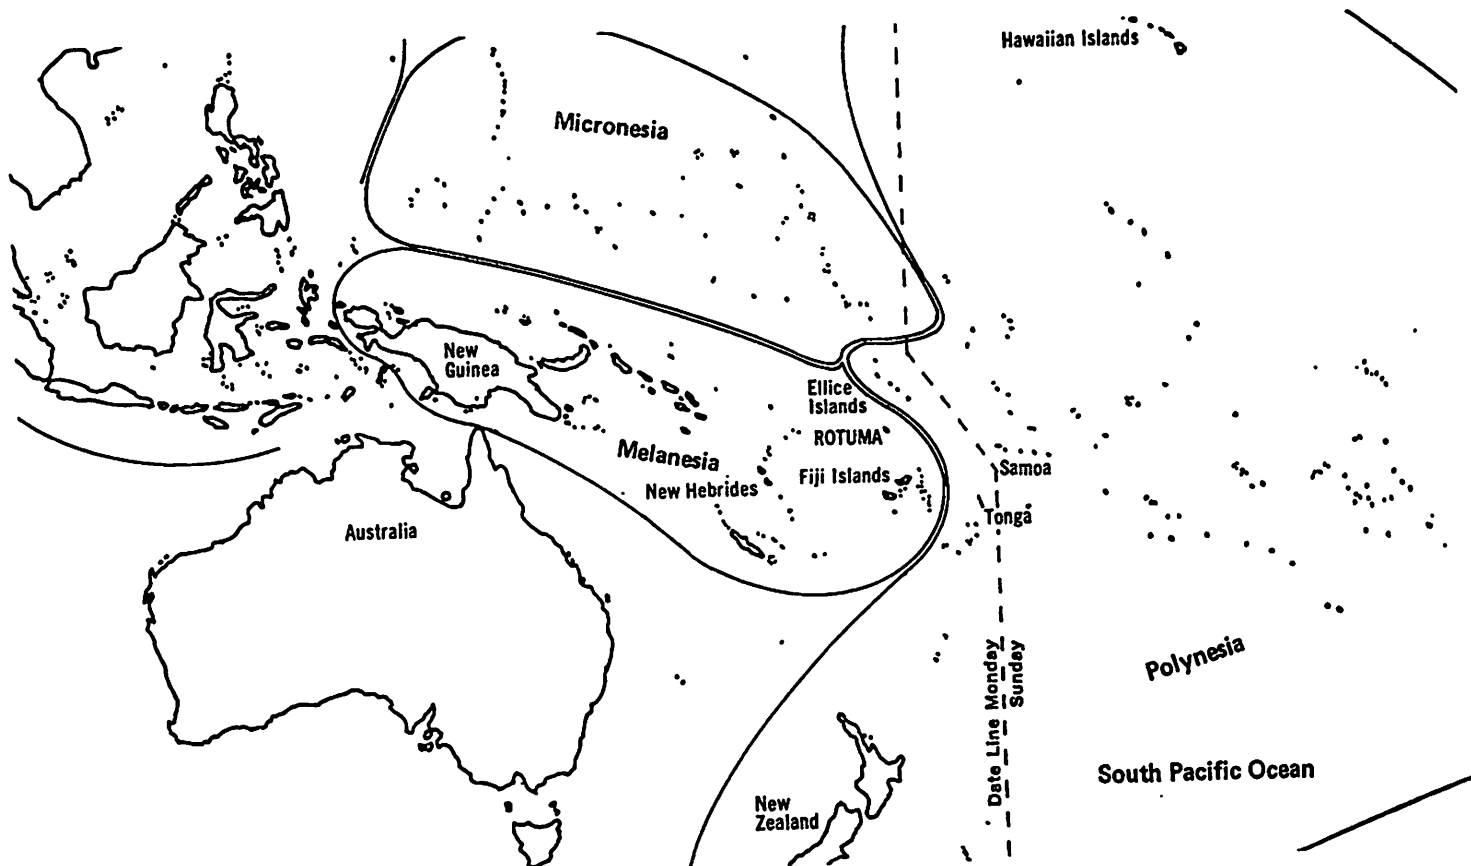 Hawaiian Islands
Micronesia
New
Guinea
Ellice
Islands
ROTUMA
Melanesia
Fiji Islands
New Hebrides
Samoa
Tonga
Australia
Date Line Monday
Sunday
Polynesia
South Pacific Ocean
New
Zealand